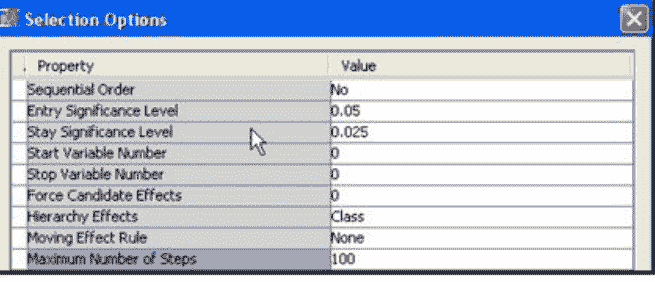 Selection Options
Property Value
Sequential Order No
Entry Significance Level 0.05
Stay Significance Level 0.025
Start Variable Number 0
Stop Variable Number 0
Force Candidate Effects 0
Hierarchy Effects Class
Moving Effect Rule None
Maximum Number of Steps 100